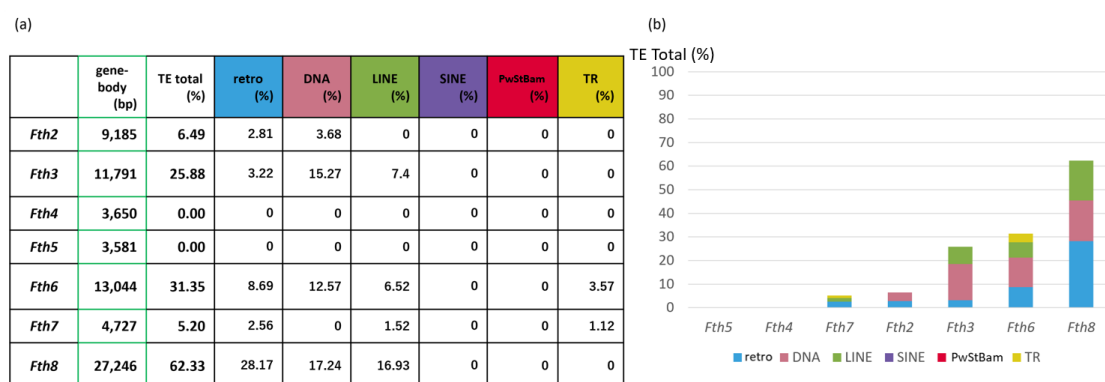 (a)
gene-body (bp) TE total (%) retro (%) DNA (%) LINE (%) SINE (%) PwStBam (%) TR (%)
Fth2 9,185 6.49 2.81 3.68 0 0 0 0
Fth3 11,791 25.88 3.22 15.27 7.4 0 0 0
Fth4 3,650 0.00 0 0 0 0 0 0
Fth5 3,581 0.00 0 0 0 0 0 0
Fth6 13,044 31.35 8.69 12.57 6.52 0 0 3.57
Fth7 4,727 5.20 2.56 0 1.52 0 0 1.12
Fth8 27,246 62.33 28.17 17.24 16.93 0 0 0
(b)
TE Total (%)
100
90
80
70
60
50
40
30
20
10
0
Fth5 Fth4 Fth7 Fth2 Fth3 Fth6 Fth8
retro DNA LINE SINE PwStBam TR